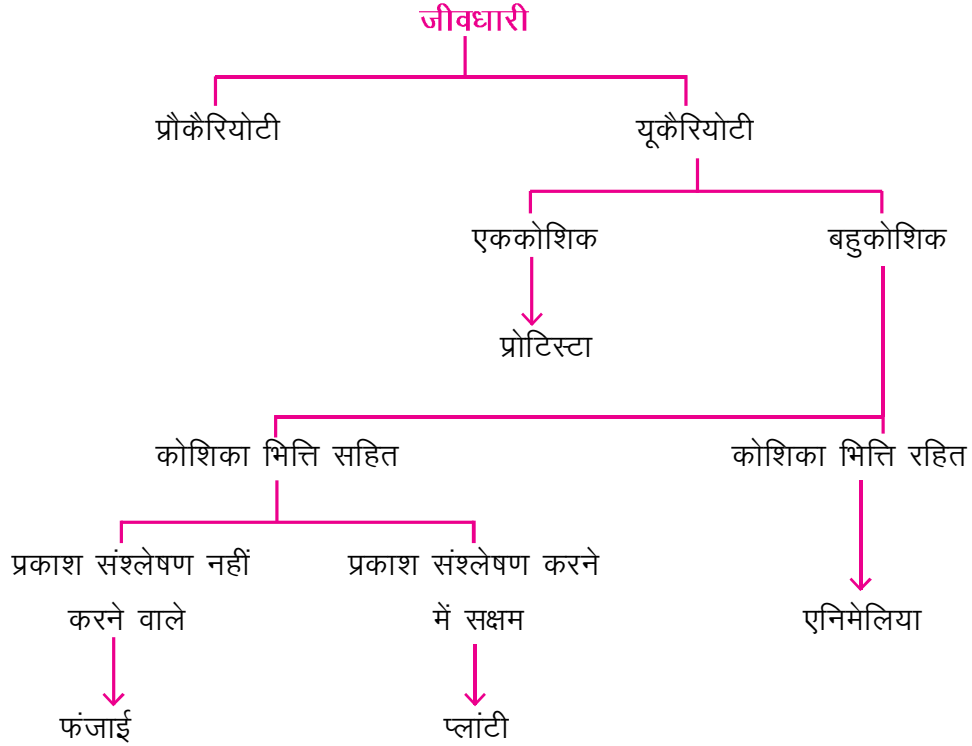 जीवधारी
प्रौकैरियोटी
यूकैरियोटी
एककोशिक
बहुकोशिक
प्रोटिस्टा
कोशिका भित्ति सहित
कोशिका भित्ति रहित
प्रकाश संश्लेषण नहीं
करने वाले
प्रकाश संश्लेषण करने
में सक्षम
एनिमेलिया
फंजाई
प्लांटी